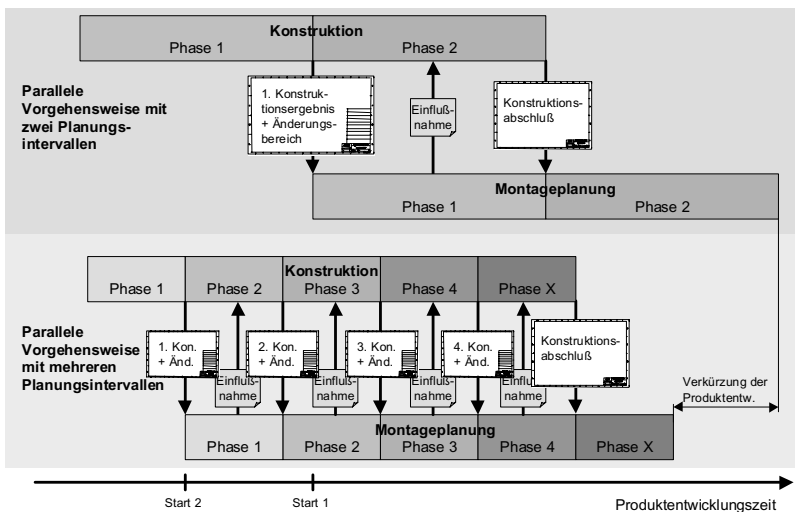 Konstruktion
Phase 1
Phase 2
Parallele
Vorgehensweise mit
zwei Planungs-
intervallen
1. Konstruk-
tionsergebnis
+ Änderungs-
bereich
Einfluß-
nahme
Konstruktions-
abschluß
Montageplanung
Phase 1
Phase 2
Konstruktion
Phase 1
Phase 2
Phase 3
Phase 4
Phase X
Parallele
Vorgehensweise
mit mehreren
Planungsintervallen
1. Kon.
+ Änd.
Einfluß-
nahme
2. Kon.
+ Änd.
Einfluß-
nahme
3. Kon.
+ Änd.
Einfluß-
nahme
4. Kon.
+ Änd.
Einfluß-
nahme
Konstruktions-
abschluß
Verkürzung der
Produktentw.
Montageplanung
Phase 1
Phase 2
Phase 3
Phase 4
Phase X
Start 2
Start 1
Produktentwicklungszeit